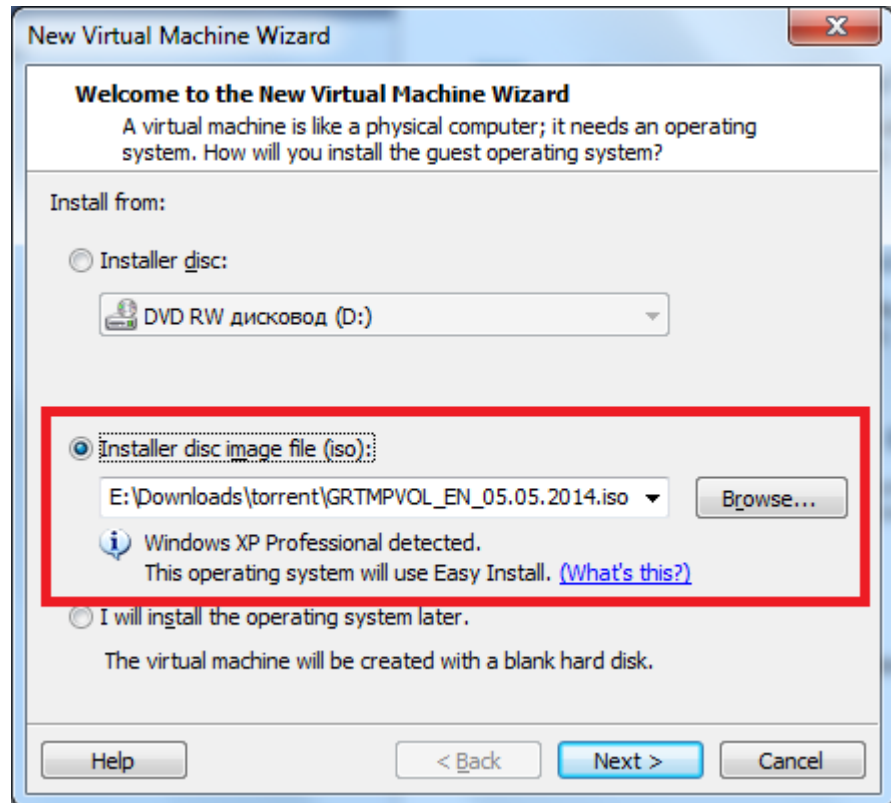 New Virtual Machine Wizard
Welcome to the New Virtual Machine Wizard
A virtual machine is like a physical computer; it needs an operating
system. How will you install the guest operating system?
Install from:
Installer disc:
DVD RW дисковод (D:)
Installer disc image file (iso):
E:\Downloads\torrent\GRTMPVOL_EN_05.05.2014.iso
Browse...
Windows XP Professional detected.
This operating system will use Easy Install. (What's this?)
I will install the operating system later.
The virtual machine will be created with a blank hard disk.
Help
< Back
Next >
Cancel